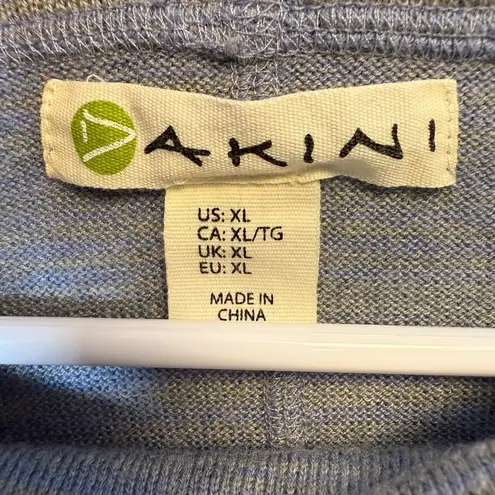 AKINI
US: XL
CA: XL/TG
UK: XL
EU: XL
MADE IN
CHINA